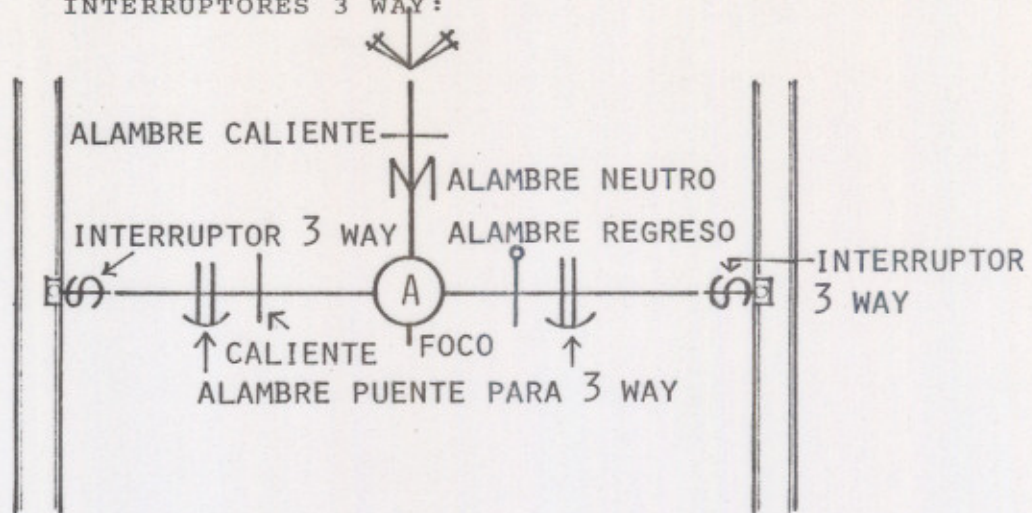 INTERRUPTORES 3 WAY:
ALAMBRE CALIENTE
ALAMBRE NEUTRO
INTERRUPTOR 3 WAY
ALAMBRE REGRESO
INTERRUPTOR
3 WAY
S
A
S
CALIENTE
FOCO
ALAMBRE PUENTE PARA 3 WAY